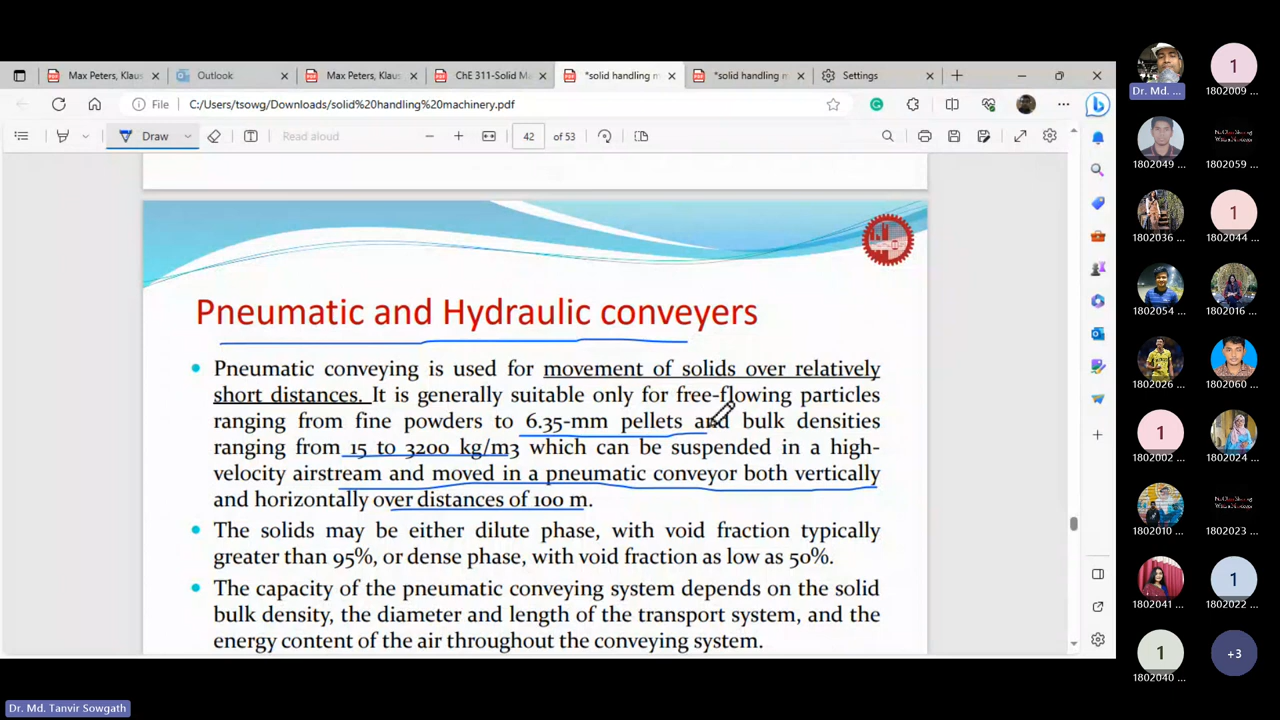 Max Peters, Klaus
Outlook
Max Peters, Klaus
ChE 311-Solid Ma
*solid handling m
*solid handling m
Settings
File
C:/Users/tsowg/Downloads/solid%20handling%20machinery.pdf
Draw
Read aloud
42
of 53
Pneumatic and Hydraulic conveyers
Pneumatic conveying is used for movement of solids over relatively
short distances. It is generally suitable only for free-flowing particles
ranging from fine powders to 6.35-mm pellets and bulk densities
ranging from 15 to 3200 kg/m3 which can be suspended in a high-
velocity airstream and moved in a pneumatic conveyor both vertically
and horizontally over distances of 100 m.
The solids may be either dilute phase, with void fraction typically
greater than 95%, or dense phase, with void fraction as low as 50%.
The capacity of the pneumatic conveying system depends on the solid
bulk density, the diameter and length of the transport system, and the
energy content of the air throughout the conveying system.
Dr. Md. ...
1
1802009 ...
1802049 ...
1802059 ...
1802036 ...
1
1802044 ...
1802054 ...
1802016 ...
1802026 ...
1802060 ...
1
1802002 ...
1802024 ...
1802010 ...
1802023 ...
1802041 ...
1
1802022 ...
1
1802040 ...
+3
Dr. Md. Tanvir Sowgath